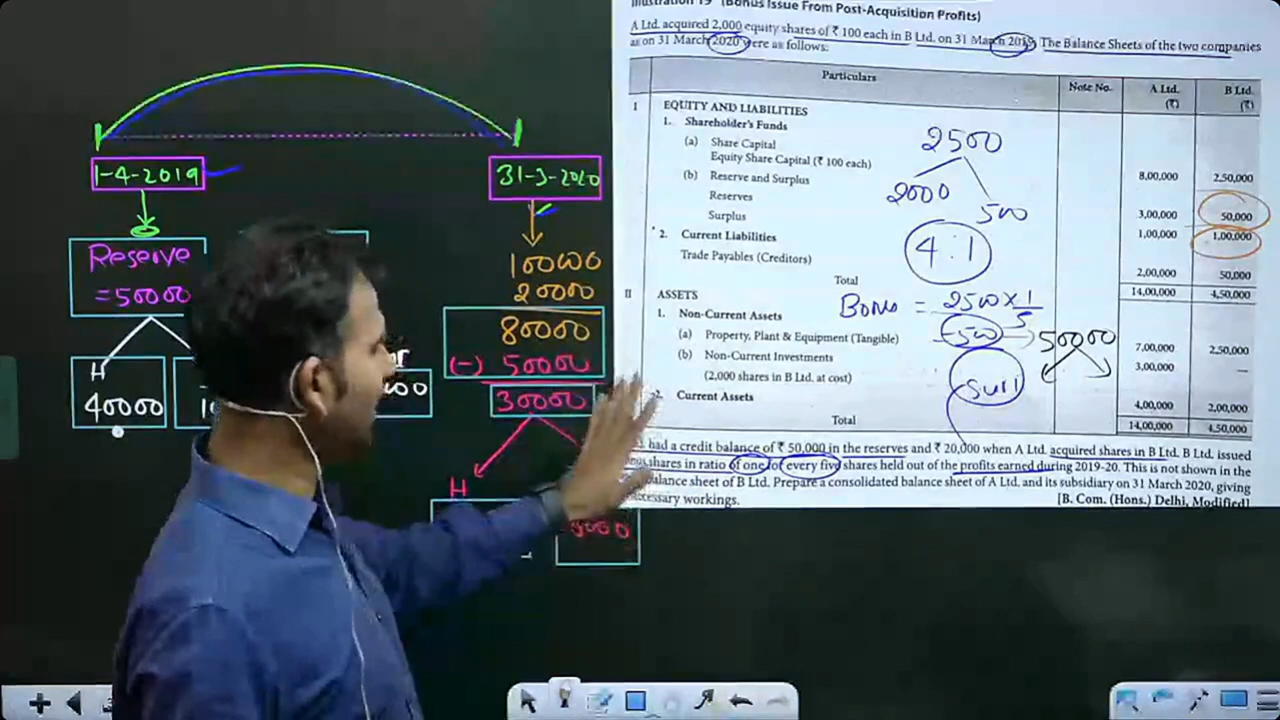 Illustration 19 (Bonus Issue From Post-Acquisition Profits)
A Ltd. acquired 2,000 equity shares of ₹ 100 each in B Ltd. on 31 March 2019. The Balance Sheets of the two companies
as on 31 March 2020 were as follows:
Particulars Note No. A Ltd. (₹) B Ltd. (₹)
I EQUITY AND LIABILITIES
1. Shareholder's Funds
(a) Share Capital
Equity Share Capital (₹ 100 each) 8,00,000 2,50,000
(b) Reserve and Surplus
Reserves 3,00,000 50,000
Surplus 1,00,000 1,00,000
2. Current Liabilities
Trade Payables (Creditors) 2,00,000 50,000
Total 14,00,000 4,50,000
II ASSETS
1. Non-Current Assets
(a) Property, Plant & Equipment (Tangible) 7,00,000 2,50,000
(b) Non-Current Investments 3,00,000 —
(2,000 shares in B Ltd. at cost)
2. Current Assets 4,00,000 2,00,000
Total 14,00,000 4,50,000
had a credit balance of ₹ 50,000 in the reserves and ₹ 20,000 when A Ltd. acquired shares in B Ltd. B Ltd. issued
shares in ratio of one of every five shares held out of the profits earned during 2019-20. This is not shown in the
balance sheet of B Ltd. Prepare a consolidated balance sheet of A Ltd. and its subsidiary on 31 March 2020, giving
necessary workings. [B. Com. (Hons.) Delhi, Modified]
2500
2000 500
4:1
Bonus = 2500 × 1/5
500 → 50000
Surl
1-4-2019
31-3-2020
Reserve
=50000
H
40000
100000
20000
80000
(-) 50000
30000
H